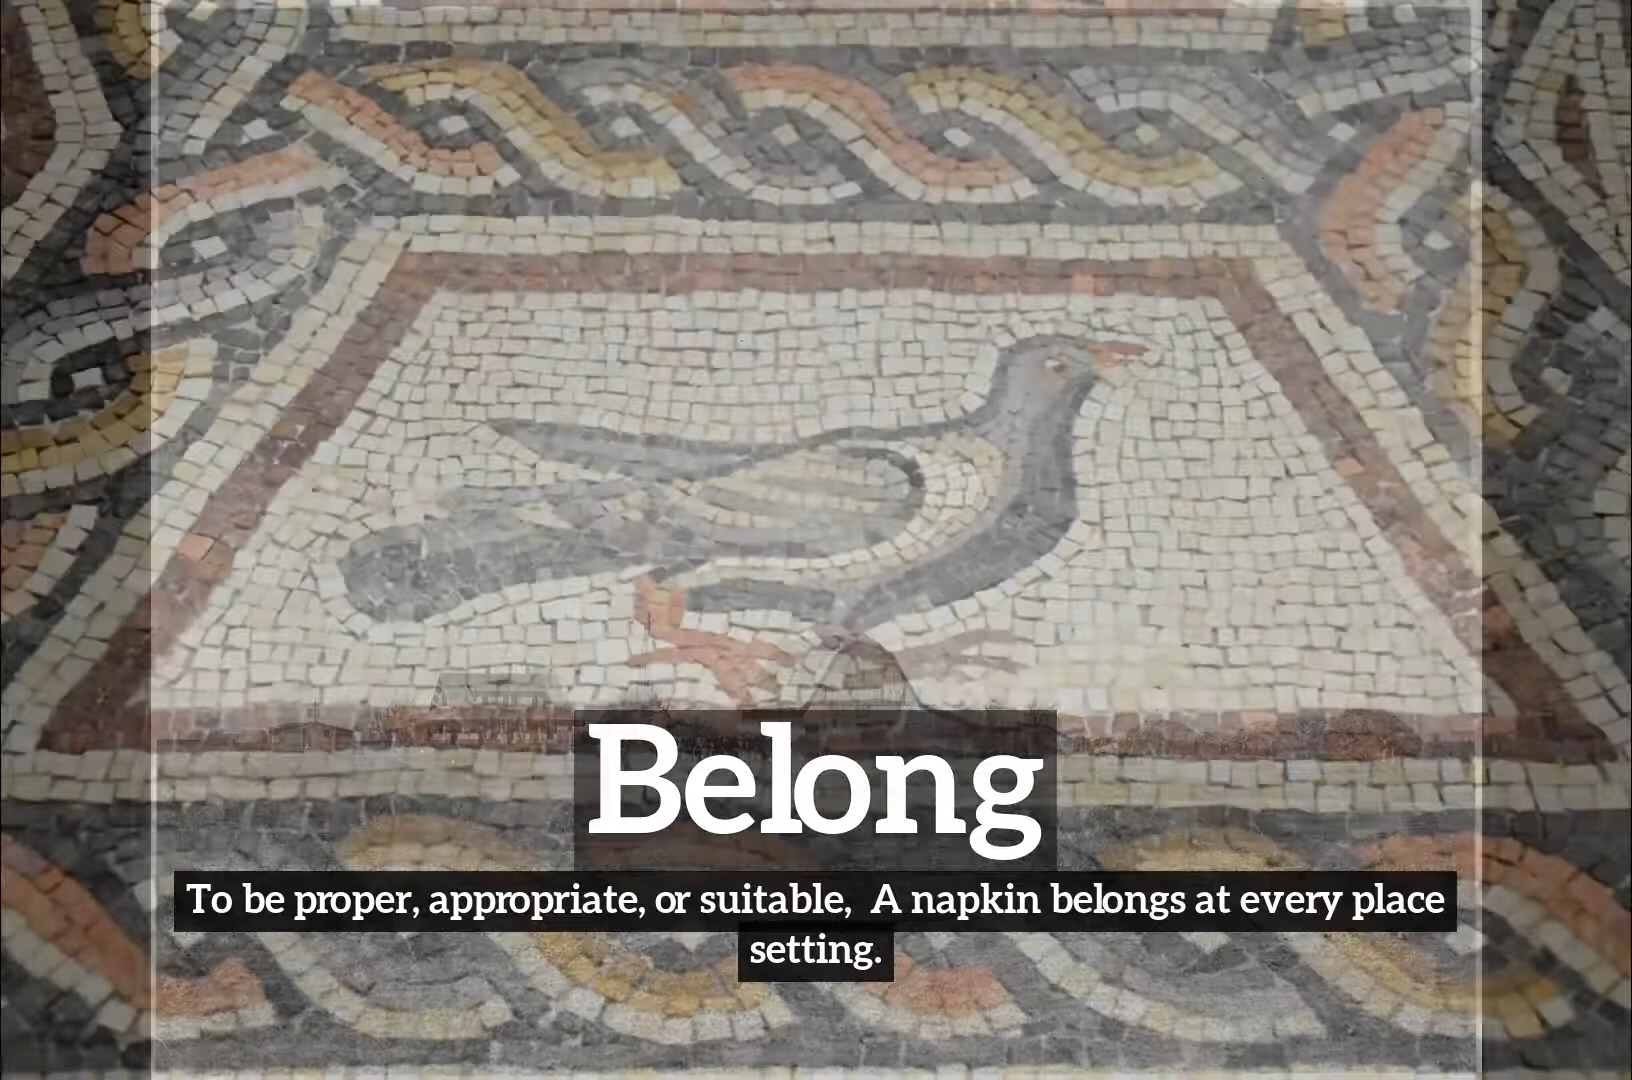 Belong
To be proper, appropriate, or suitable,  A napkin belongs at every place
setting.